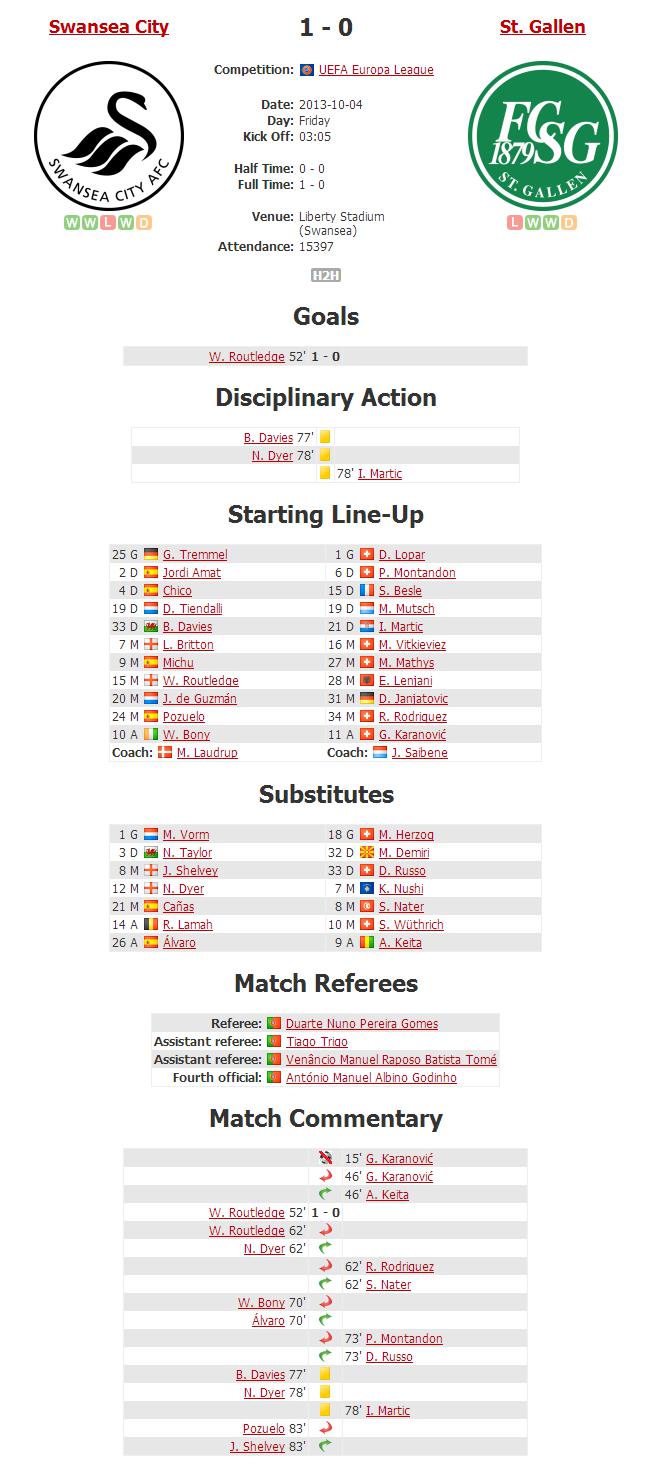 Swansea City 1 - 0 St. Gallen
Competition: UEFA Europa League
SWANSEA CITY AFC
FCSG
1879
ST. GALLEN
Date: 2013-10-04
Day: Friday
Kick Off: 03:05
Half Time: 0 - 0
Full Time: 1 - 0
W W L W D
L W W D
Venue: Liberty Stadium
(Swansea)
Attendance: 15397
H2H
Goals
W. Routledge 52' 1 - 0
Disciplinary Action
B. Davies 77'
N. Dyer 78'
78' I. Martic
Starting Line-Up
25 G G. Tremmel 1 G D. Lopar
2 D Jordi Amat 6 D P. Montandon
4 D Chico 15 D S. Besle
19 D D. Tiendalli 19 D M. Mutsch
33 D B. Davies 21 D I. Martic
7 M L. Britton 16 M M. Vitkieviez
9 M Michu 27 M M. Mathys
15 M W. Routledge 28 M E. Lenjani
20 M J. de Guzmán 31 M D. Janjatovic
24 M Pozuelo 34 M R. Rodriguez
10 A W. Bony 11 A G. Karanović
Coach: M. Laudrup Coach: J. Saibene
Substitutes
1 G M. Vorm 18 G M. Herzog
3 D N. Taylor 32 D M. Demiri
8 M J. Shelvey 33 D D. Russo
12 M N. Dyer 7 M K. Nushi
21 M Cañas 8 M S. Nater
14 A R. Lamah 10 M S. Wüthrich
26 A Álvaro 9 A A. Keita
Match Referees
Referee: Duarte Nuno Pereira Gomes
Assistant referee: Tiago Trigo
Assistant referee: Venâncio Manuel Raposo Batista Tomé
Fourth official: António Manuel Albino Godinho
Match Commentary
15' G. Karanović
46' G. Karanović
46' A. Keita
W. Routledge 52' 1 - 0
W. Routledge 62'
N. Dyer 62'
62' R. Rodriguez
62' S. Nater
W. Bony 70'
Álvaro 70'
73' P. Montandon
73' D. Russo
B. Davies 77'
N. Dyer 78'
78' I. Martic
Pozuelo 83'
J. Shelvey 83'